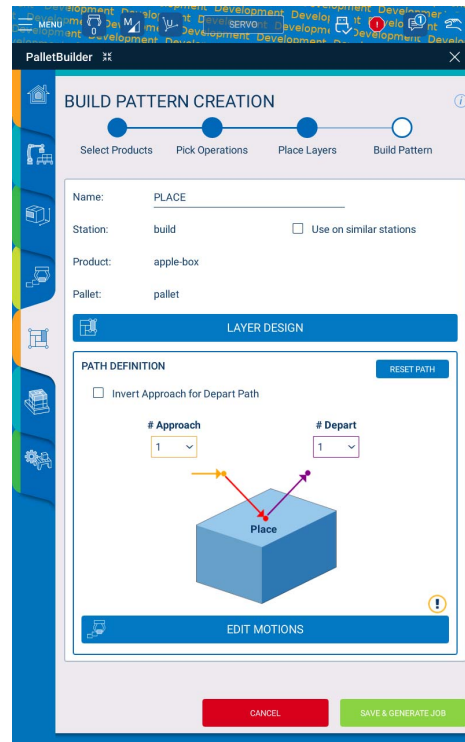 MENU
0
M
SERVO
PalletBuilder
BUILD PATTERN CREATION
Select Products Pick Operations Place Layers Build Pattern
Name: PLACE
Station: build Use on similar stations
Product: apple-box
Pallet: pallet
LAYER DESIGN
PATH DEFINITION RESET PATH
Invert Approach for Depart Path
# Approach # Depart
1 1
Place
EDIT MOTIONS
CANCEL SAVE & GENERATE JOB